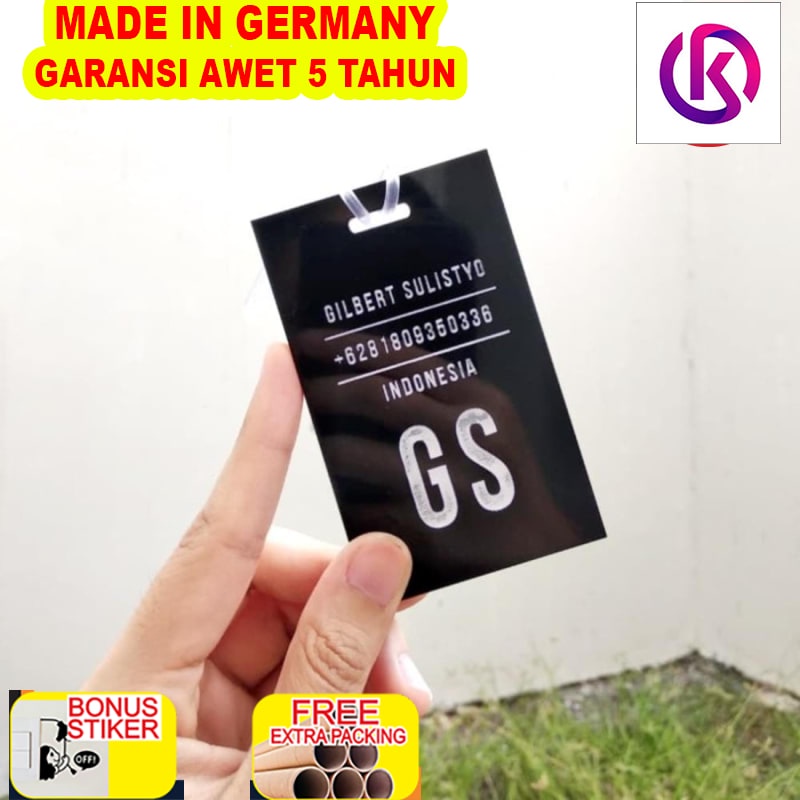 MADE IN GERMANY
GARANSI AWET 5 TAHUN
K
GILBERT SULISTYO
+6281809350336
INDONESIA
GS
BONUS
STIKER
OFF!
FREE
EXTRA PACKING